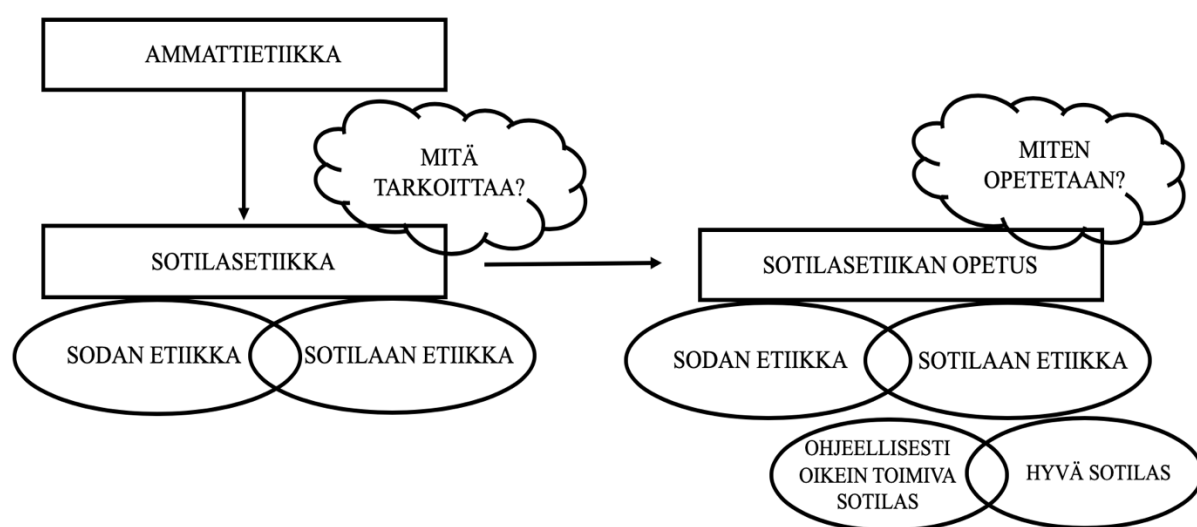 AMMATTIETIIKKA
MITÄ
TARKOITTAA?
SOTILASETIIKKA
SODAN ETIIKKA
SOTILAAN ETIIKKA
MITEN
OPETETAAN?
SOTILASETIIKAN OPETUS
SODAN ETIIKKA
SOTILAAN ETIIKKA
OHJEELLISESTI
OIKEIN TOIMIVA
SOTILAS
HYVÄ SOTILAS